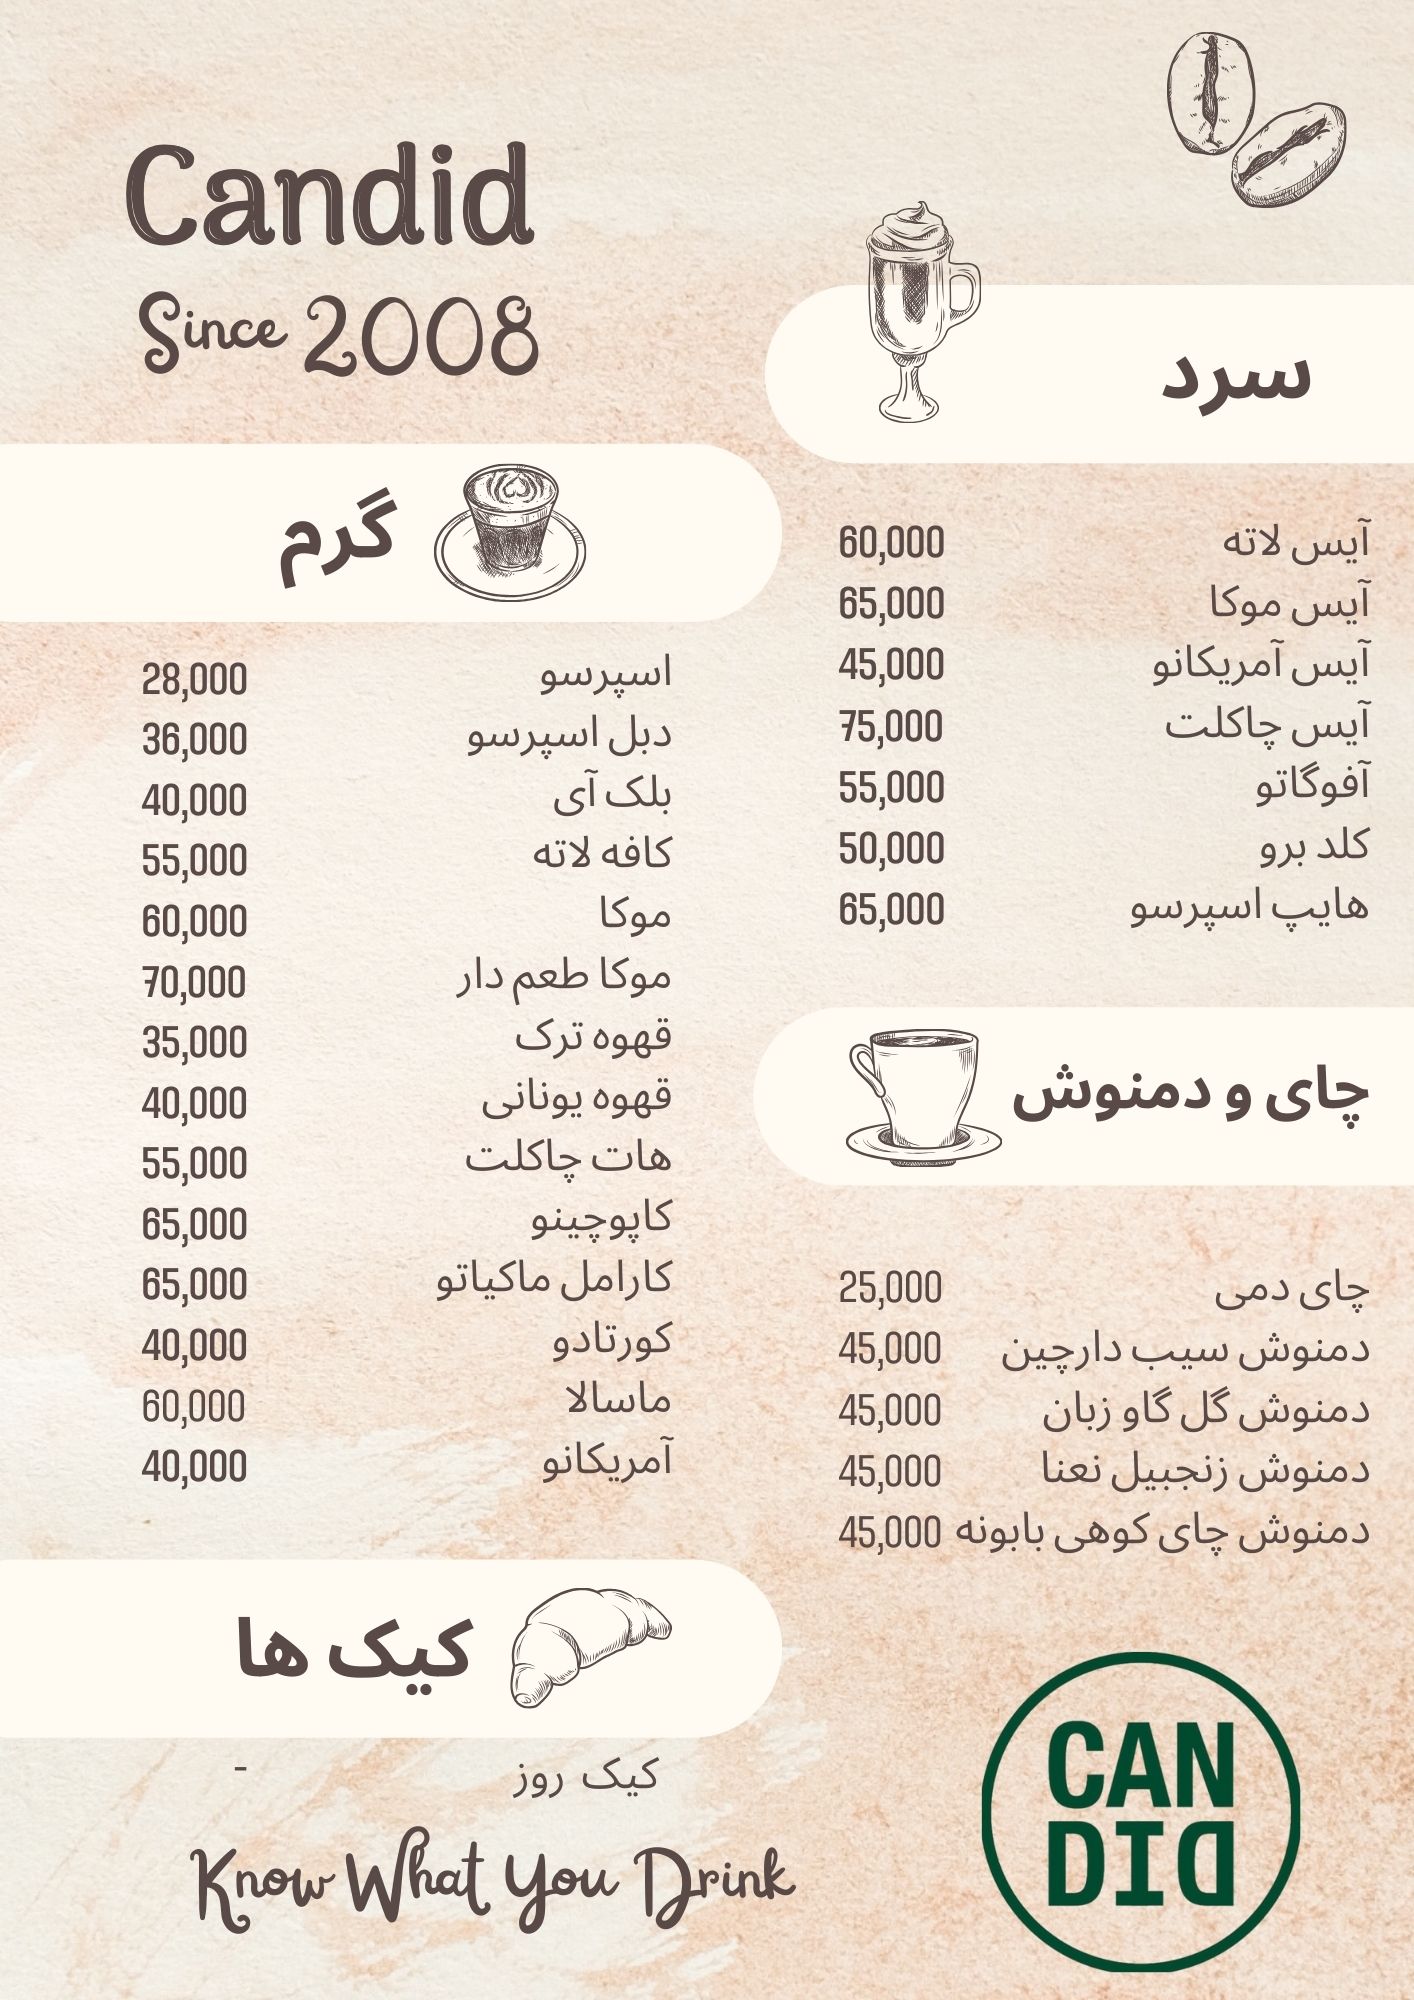 Candid
Since 2008
سرد
آیس لاته 60,000
آیس موکا 65,000
آیس آمریکانو 45,000
آیس چاکلت 75,000
آفوگاتو 55,000
کلد برو 50,000
هایپ اسپرسو 65,000
گرم
اسپرسو 28,000
دبل اسپرسو 36,000
بلک آی 40,000
کافه لاته 55,000
موکا 60,000
موکا طعم دار 70,000
قهوه ترک 35,000
قهوه یونانی 40,000
هات چاکلت 55,000
کاپوچینو 65,000
کارامل ماکیاتو 65,000
کورتادو 40,000
ماسالا 60,000
آمریکانو 40,000
چای و دمنوش
چای دمی 25,000
دمنوش سیب دارچین 45,000
دمنوش گل گاو زبان 45,000
دمنوش زنجبیل نعنا 45,000
دمنوش چای کوهی بابونه 45,000
کیک ها
کیک روز -
Know What You Drink
CAN
DID